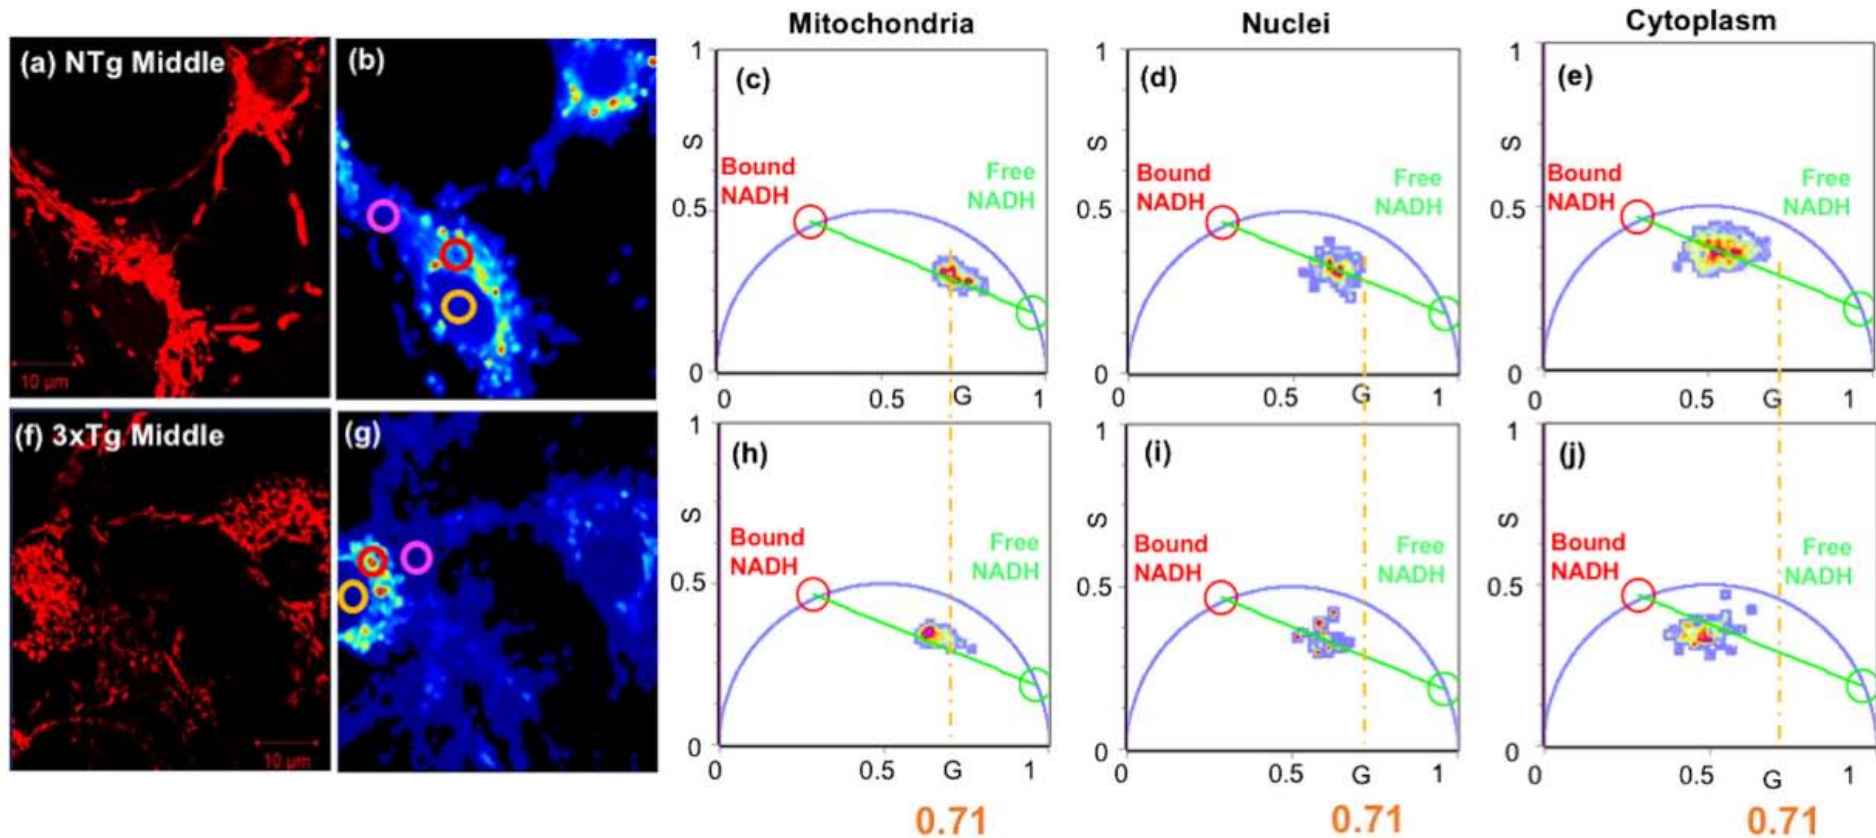 Mitochondria
Nuclei
Cytoplasm
(a) NTg Middle
10 µm
(b)
(c)
1
0.5
0
S
Bound
NADH
Free
NADH
0
0.5
G
1
(d)
1
0.5
0
S
Bound
NADH
Free
NADH
0
0.5
G
1
(e)
1
0.5
0
S
Bound
NADH
Free
NADH
0
0.5
G
1
(f) 3xTg Middle
10 µm
(g)
(h)
1
0.5
0
S
Bound
NADH
Free
NADH
0
0.5
G
1
(i)
1
0.5
0
S
Bound
NADH
Free
NADH
0
0.5
G
1
(j)
1
0.5
0
S
Bound
NADH
Free
NADH
0
0.5
G
1
0.71
0.71
0.71